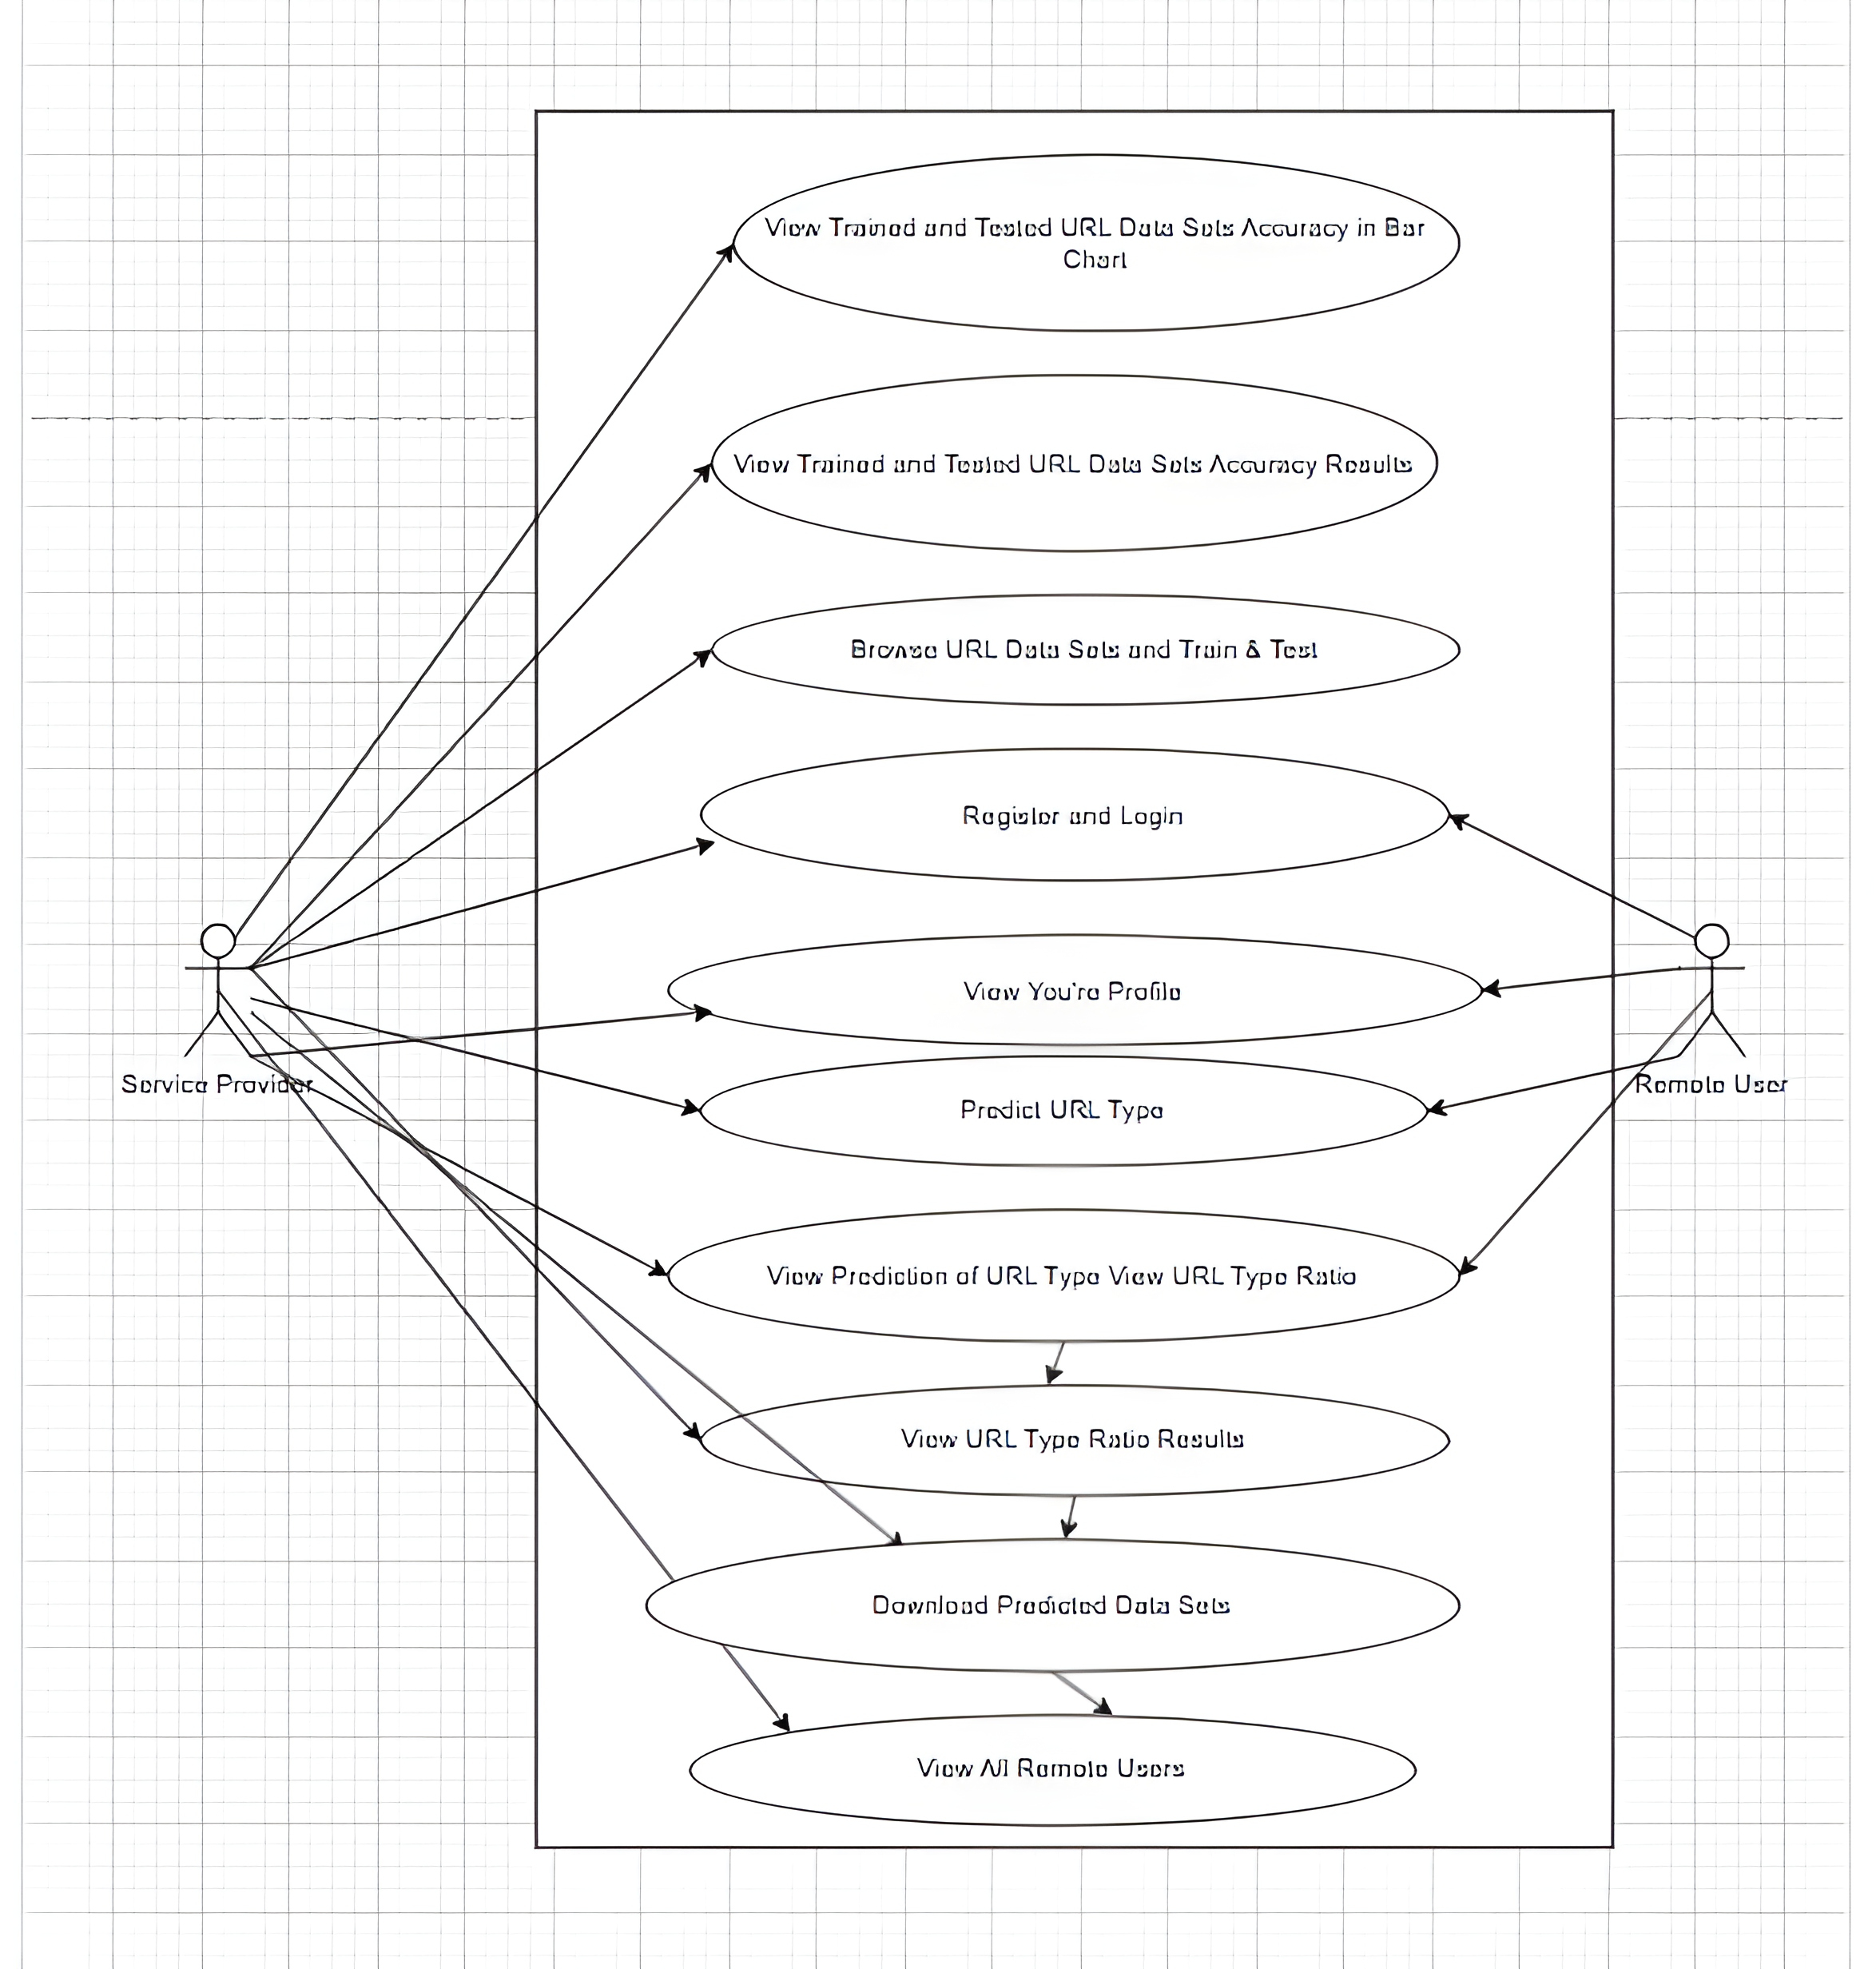 View Trained and Tested URL Data Sets Accuracy in Bar
Chart
View Trained and Tested URL Data Sets Accuracy Results
Browse URL Data Sets and Train & Test
Register and Login
View You're Profile
Service Provider
Remote User
Predict URL Type
View Prediction of URL Type View URL Type Ratio
View URL Type Ratio Results
Download Predicted Data Sets
View All Remote Users